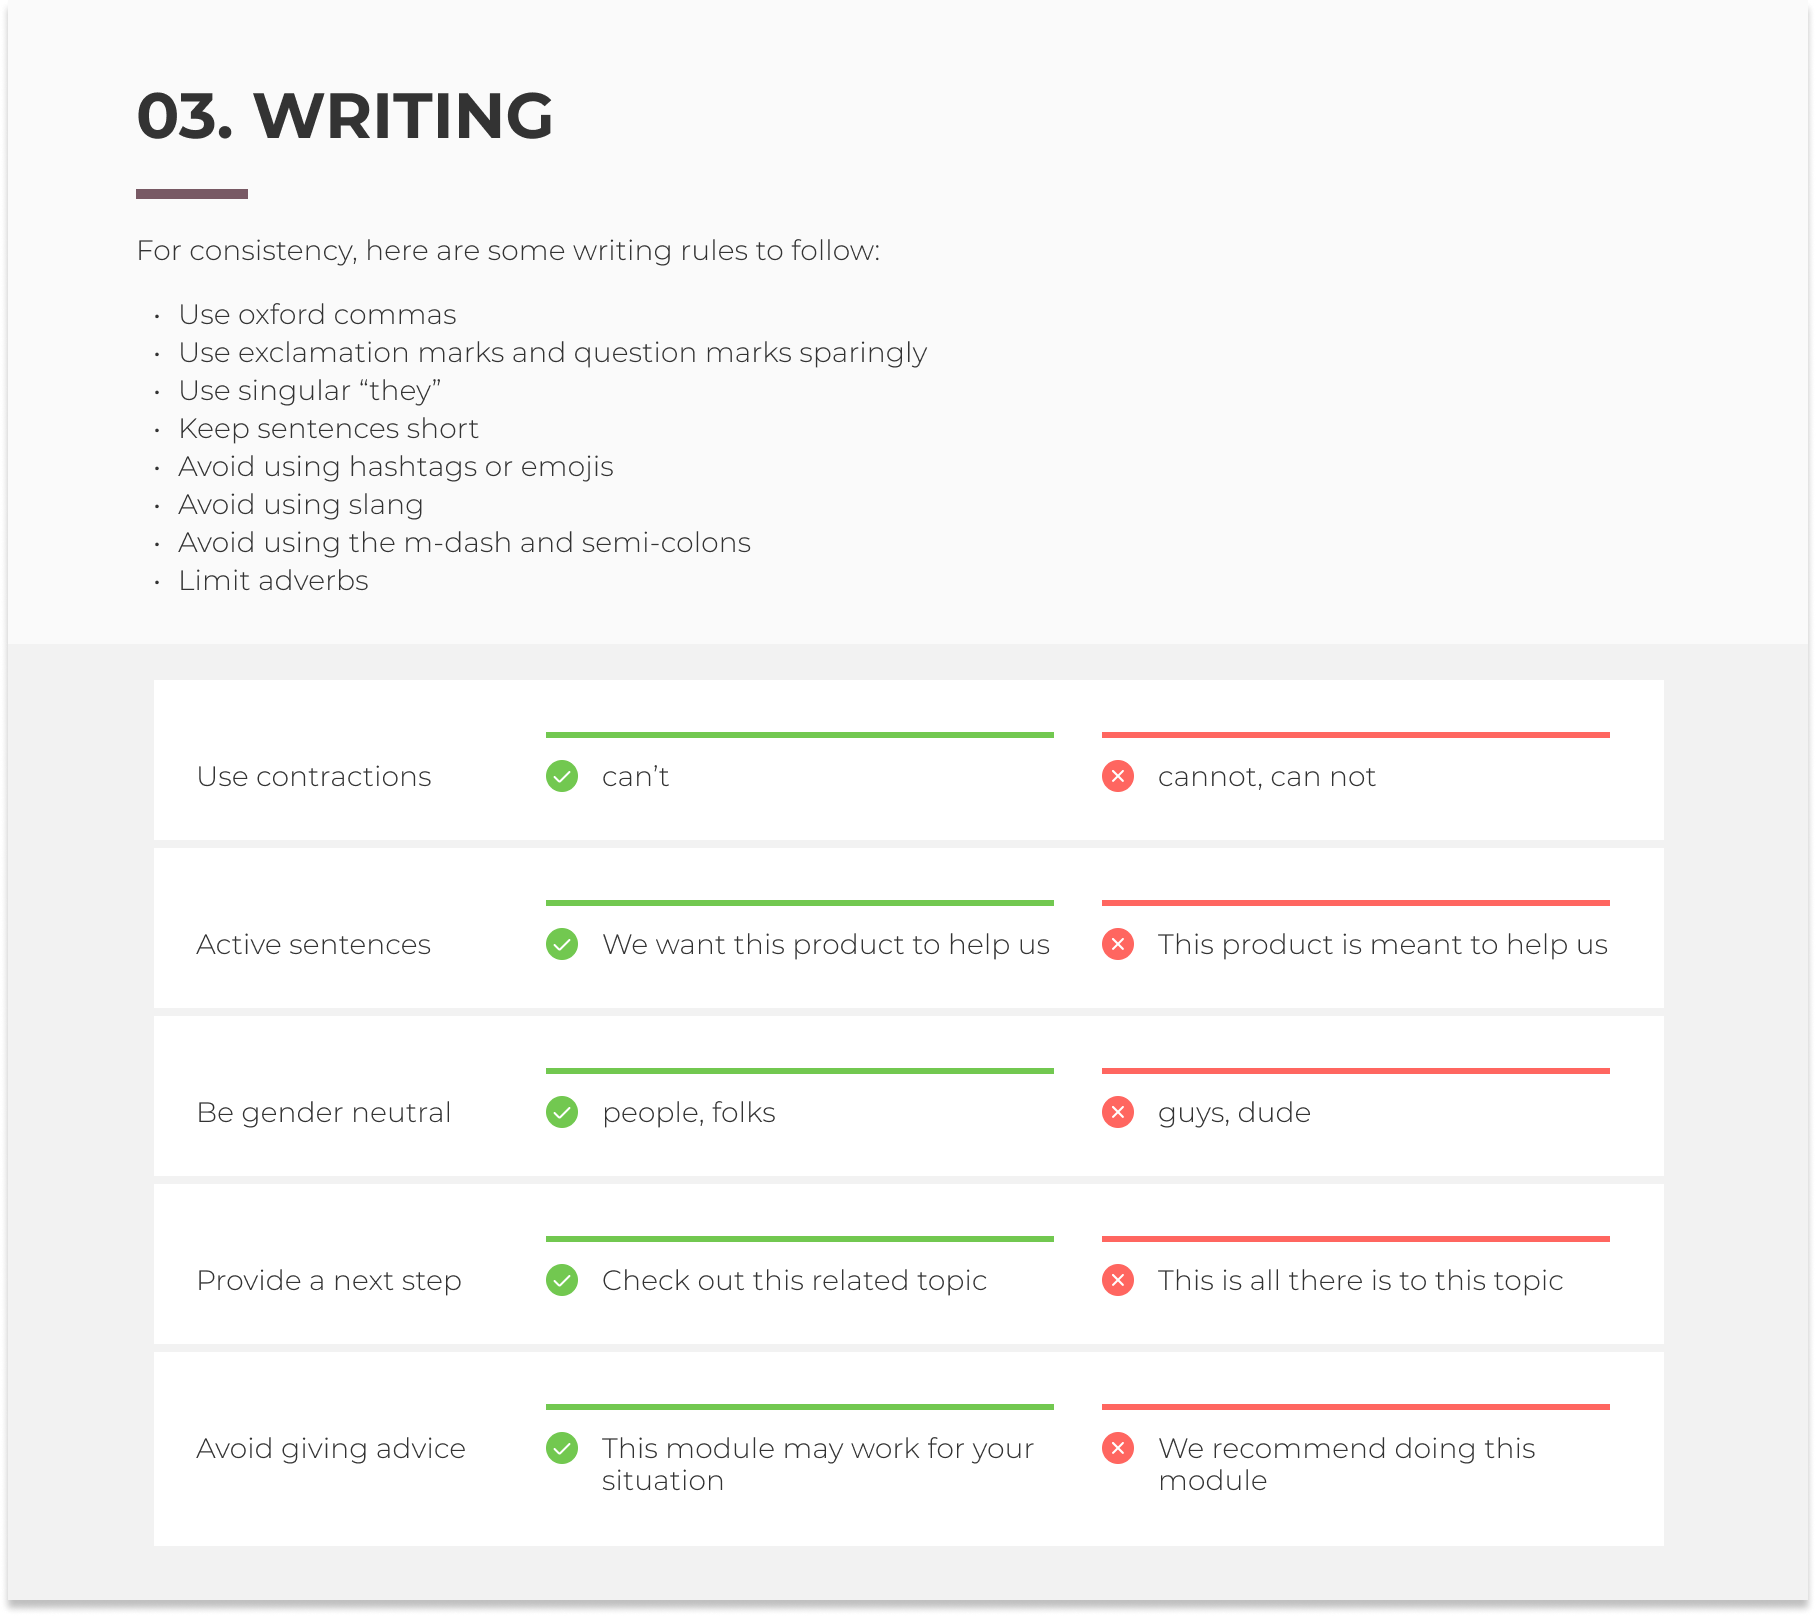 03. WRITING
For consistency, here are some writing rules to follow:
• Use oxford commas
• Use exclamation marks and question marks sparingly
• Use singular “they”
• Keep sentences short
• Avoid using hashtags or emojis
• Avoid using slang
• Avoid using the m-dash and semi-colons
• Limit adverbs
Use contractions
can’t
cannot, can not
Active sentences
We want this product to help us
This product is meant to help us
Be gender neutral
people, folks
guys, dude
Provide a next step
Check out this related topic
This is all there is to this topic
Avoid giving advice
This module may work for your
situation
We recommend doing this
module